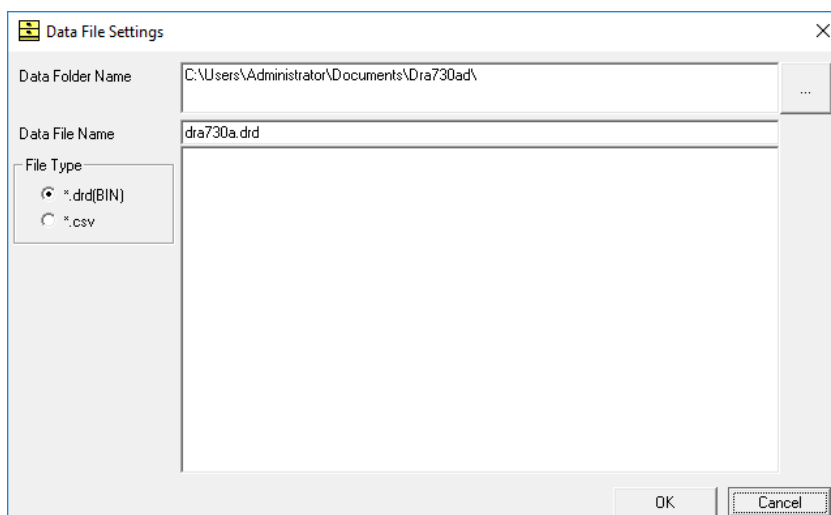 Data File Settings
Data Folder Name
C:\Users\Administrator\Documents\Dra730ad\
...
Data File Name
dra730a.drd
File Type
*.drd(BIN)
*.csv
OK
Cancel